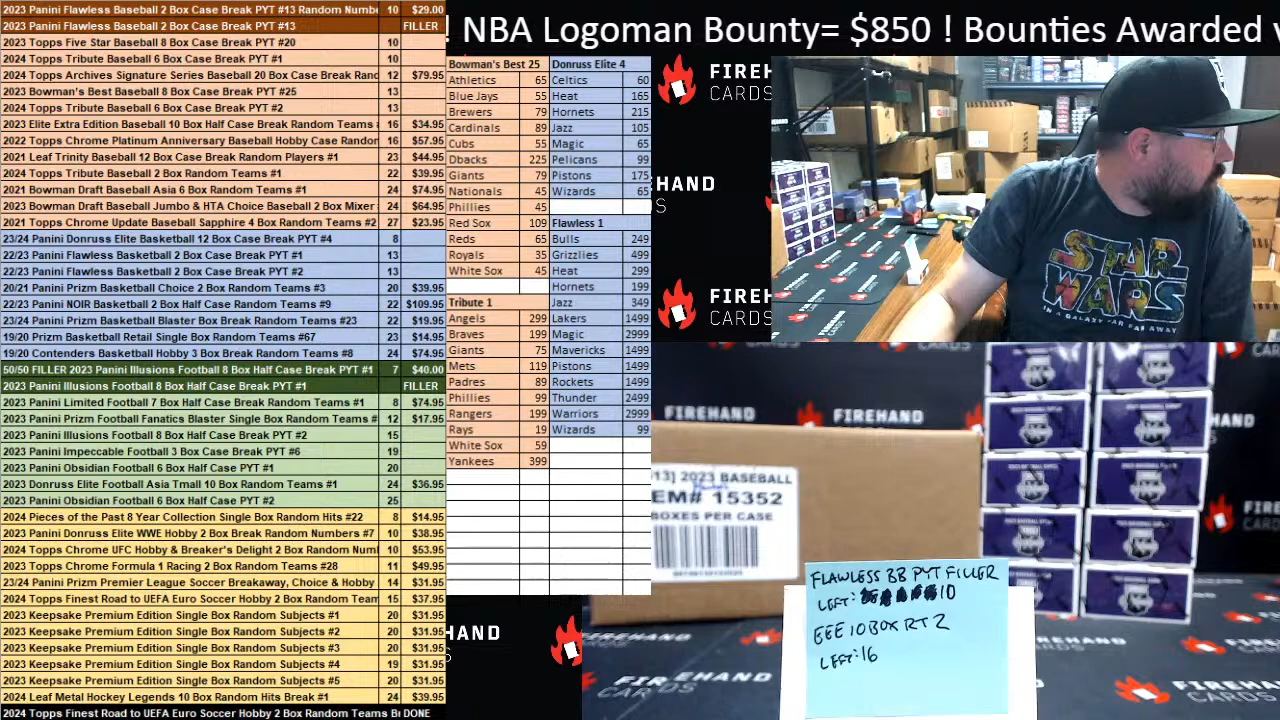 2023 Panini Flawless Baseball 2 Box Case Break PYT #13 Random Numbe 10 $29.00
2023 Panini Flawless Baseball 2 Box Case Break PYT #13 FILLER
2023 Topps Five Star Baseball 8 Box Case Break PYT #20 10
2024 Topps Tribute Baseball 6 Box Case Break PYT #1 10
2024 Topps Archives Signature Series Baseball 20 Box Case Break Ranc 12 $79.95
2023 Bowman's Best Baseball 8 Box PYT #25 13
2024 Topps Tribute Baseball 6 Box Case Break PYT #2 13
2023 Elite Extra Edition Baseball 10 Box Half Case Break Random Teams 16 $34.95
2022 Topps Chrome Platinum Anniversary Baseball Hobby Case Randor 16 $57.95
2021 Leaf Trinity Baseball 12 Box Case Break Random Players #1 23 $44.95
2024 Topps Tribute Baseball 2 Box Random Teams #1 22 $39.95
2021 Bowman Draft Baseball Asia 6 Box Random Teams #1 24 $74.95
2023 Bowman Draft Baseball Jumbo & HTA Choice Baseball 2 Box Mixer 24 $64.95
2021 Topps Chrome Update Baseball Sapphire 4 Box Random Teams #2 27 $23.95
23/24 Panini Donruss Elite Basketball 12 Box Case Break PYT #4 8
22/23 Panini Flawless Basketball 2 Box Case Break PYT #1 13
22/23 Panini Flawless Basketball 2 Box Case Break PYT #2 13
20/21 Panini Prizm Basketball Choice 2 Box Random Teams #3 20 $39.95
22/23 Panini NOIR Basketball 2 Box Half Case Random Teams #9 22 $109.95
23/24 Panini Prizm Basketball Blaster Box Break Random Teams #23 22 $19.95
19/20 Prizm Basketball Retail Single Box Random Teams #67 23 $14.95
19/20 Contenders Basketball Hobby 3 Box Break Random Teams #8 24 $74.95
50/50 FILLER 2023 Panini Illusions Football 8 Box Half Case Break PYT #1 7 $40.00
2023 Panini Illusions Football 8 Box Half Case Break PYT #1 FILLER
2023 Panini Limited Football 7 Box Half Case Break Random Teams #1 8 $74.95
2023 Panini Prizm Football Fanatics Blaster Single Box Random Teams # 12 $17.95
2023 Panini Illusions Football 8 Box Half Case Break PYT #2 15
2023 Panini Impeccable Football 3 Box Case Break PYT #6 19
2023 Panini Obsidian Football 6 Box Half Case PYT #1 20
2023 Donruss Elite Football Asia Tmall 10 Box Random Teams #1 24 $36.95
2023 Panini Obsidian Football 6 Box Half Case PYT #2 25
2024 Pieces of the Past 8 Year Collection Single Box Random Hits #22 8 $14.95
2023 Panini Donruss Elite WWE Hobby 2 Box Break Random Numbers #7 10 $38.95
2024 Topps Chrome UFC Hobby & Breaker's Delight 2 Box Random Numl 10 $53.95
2023 Topps Chrome Formula 1 Racing 2 Box Random Teams #28 11 $49.95
23/24 Panini Prizm Premier League Soccer Breakaway, Choice & Hobby 14 $31.95
2024 Topps Finest Road to UEFA Euro Soccer Hobby 2 Box Random Team 15 $37.95
2023 Keepsake Premium Edition Single Box Random Subjects #1 20 $31.95
2023 Keepsake Premium Edition Single Box Random Subjects #2 20 $31.95
2023 Keepsake Premium Edition Single Box Random Subjects #3 20 $31.95
2023 Keepsake Premium Edition Single Box Random Subjects #4 19 $31.95
2023 Keepsake Premium Edition Single Box Random Subjects #5 20 $31.95
2024 Leaf Metal Hockey Legends 10 Box Random Hits Break #1 24 $39.95
2024 Topps Finest Road to UEFA Euro Soccer Hobby 2 Box Random Teams B DONE
! NBA Logoman Bounty= $850 ! Bounties Awarded v
Bowman's Best 25
Athletics 65
Blue Jays 55
Brewers 79
Cardinals 89
Cubs 55
Dbacks 225
Giants 79
Nationals 45
Phillies 45
Red Sox 109
Reds 65
Royals 35
White Sox 45
Tribute 1
Angels 299
Braves 199
Giants 75
Mets 119
Padres 89
Phillies 99
Rangers 199
Rays 19
White Sox 59
Yankees 399
Donruss Elite 4
Celtics 60
Heat 165
Hornets 215
Jazz 105
Magic 65
Pelicans 99
Pistons 175
Wizards 65
Flawless 1
Bulls 249
Grizzlies 499
Heat 299
Hornets 199
Jazz 349
Lakers 1499
Magic 2999
Mavericks 1499
Pistons 1499
Rockets 1499
Thunder 2499
Warriors 2999
Wizards 99
FIREH
CARDS
EHAND
FIREH
CARDS
HAND
STAR
WARS
IN A GALAXY FAR FAR AWAY
FIREHAND
FIREHAND
13] 2023 BASEBALL
EM# 15352
BOXES PER CASE
FLAWLESS BB PYT FILLER
LEFT: 10
EEE 10 BOX RT 2
LEFT: 16
FIREHAND
CARDS
FIREHAND
CARDS